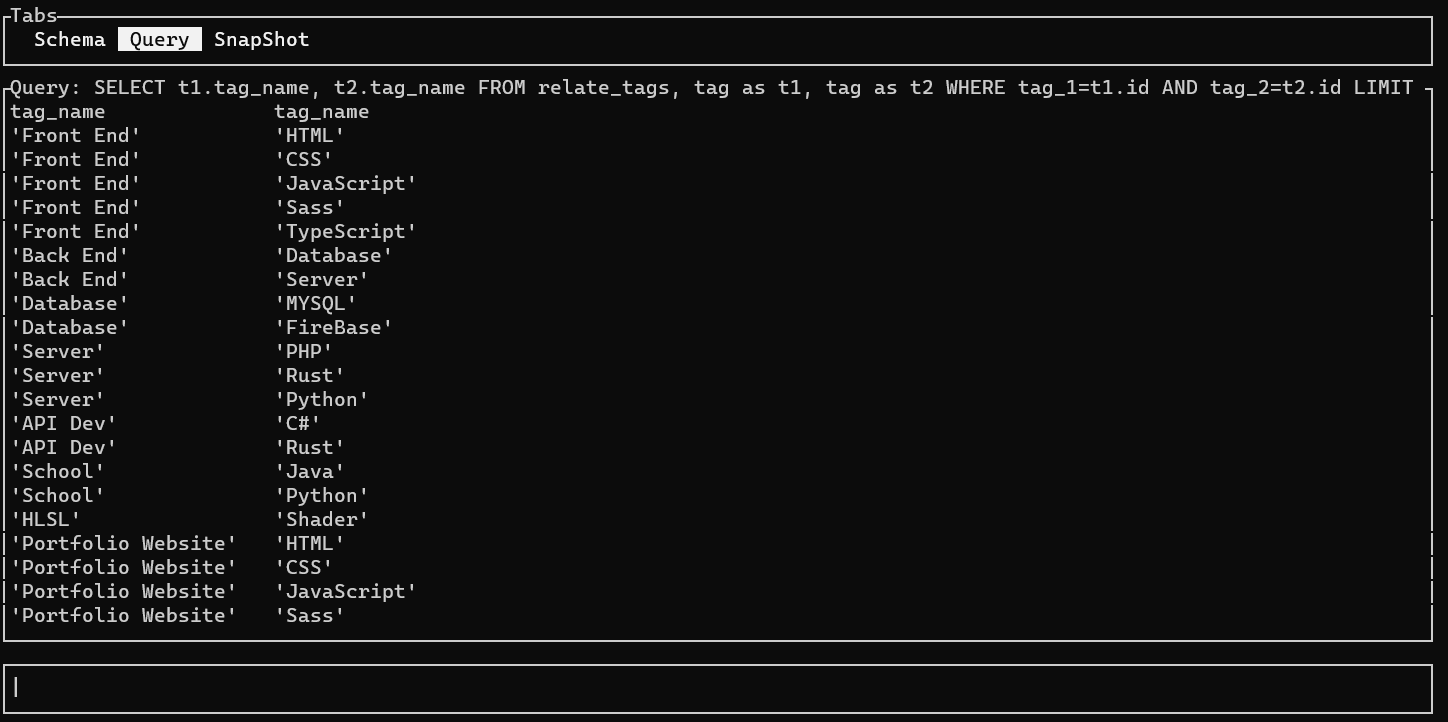 Tabs
Schema Query SnapShot
Query: SELECT t1.tag_name, t2.tag_name FROM relate_tags, tag as t1, tag as t2 WHERE tag_1=t1.id AND tag_2=t2.id LIMIT
tag_name tag_name
'Front End' 'HTML'
'Front End' 'CSS'
'Front End' 'JavaScript'
'Front End' 'Sass'
'Front End' 'TypeScript'
'Back End' 'Database'
'Back End' 'Server'
'Database' 'MYSQL'
'Database' 'FireBase'
'Server' 'PHP'
'Server' 'Rust'
'Server' 'Python'
'API Dev' 'C#'
'API Dev' 'Rust'
'School' 'Java'
'School' 'Python'
'HLSL' 'Shader'
'Portfolio Website' 'HTML'
'Portfolio Website' 'CSS'
'Portfolio Website' 'JavaScript'
'Portfolio Website' 'Sass'